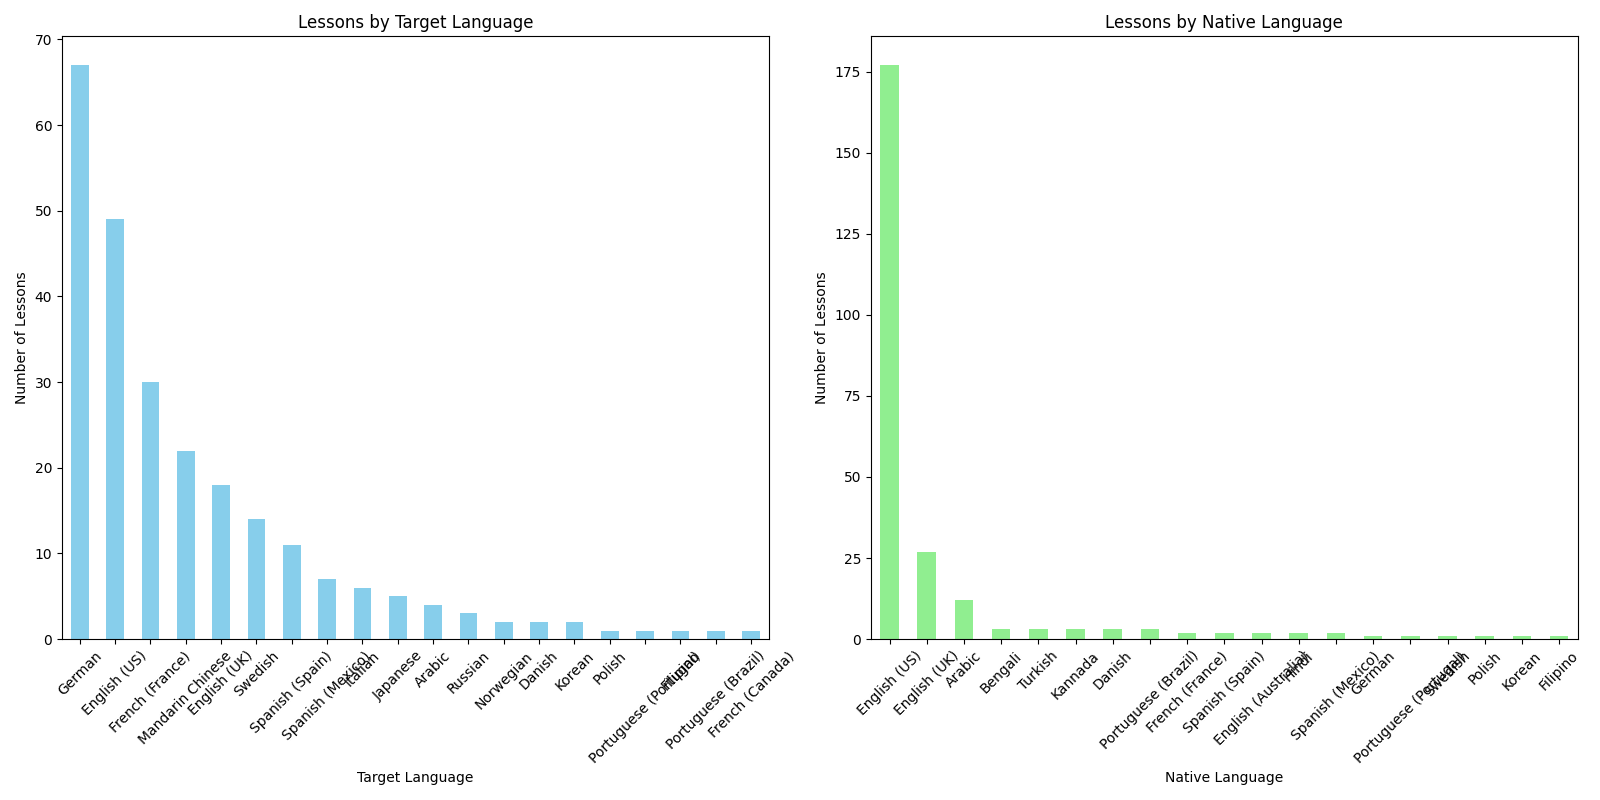 Lessons by Target Language
Number of Lessons
70
60
50
40
30
20
10
0
German
English (US)
French (France)
Mandarin Chinese
English (UK)
Swedish
Spanish (Spain)
Spanish (Mexico)
Italian
Japanese
Arabic
Russian
Norwegian
Danish
Korean
Polish
Portuguese (Portugal)
Filipino
Portuguese (Brazil)
French (Canada)
Target Language
Lessons by Native Language
Number of Lessons
175
150
125
100
75
50
25
0
English (US)
English (UK)
Arabic
Bengali
Turkish
Kannada
Danish
Portuguese (Brazil)
French (France)
Spanish (Spain)
English (Australia)
Hindi
Spanish (Mexico)
German
Portuguese (Portugal)
Swedish
Polish
Korean
Filipino
Native Language